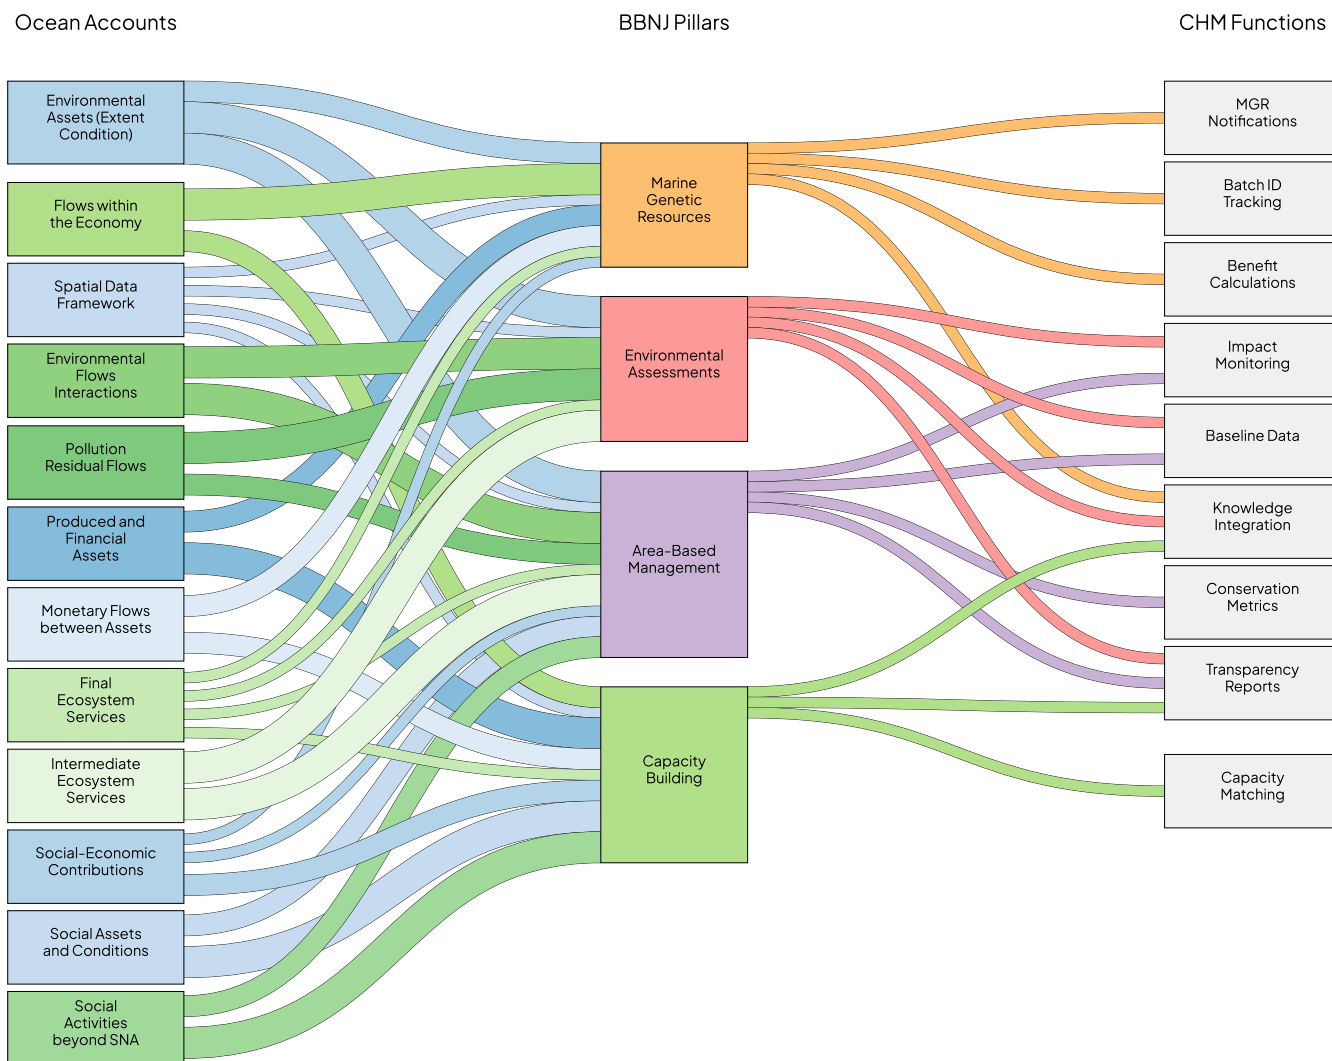 Ocean Accounts
BBNJ Pillars
CHM Functions
Environmental
Assets (Extent
Condition)
Flows within
the Economy
Spatial Data
Framework
Environmental
Flows
Interactions
Pollution
Residual Flows
Produced and
Financial
Assets
Monetary Flows
between Assets
Final
Ecosystem
Services
Intermediate
Ecosystem
Services
Social-Economic
Contributions
Social Assets
and Conditions
Social
Activities
beyond SNA
Marine
Genetic
Resources
Environmental
Assessments
Area-Based
Management
Capacity
Building
MGR
Notifications
Batch ID
Tracking
Benefit
Calculations
Impact
Monitoring
Baseline Data
Knowledge
Integration
Conservation
Metrics
Transparency
Reports
Capacity
Matching